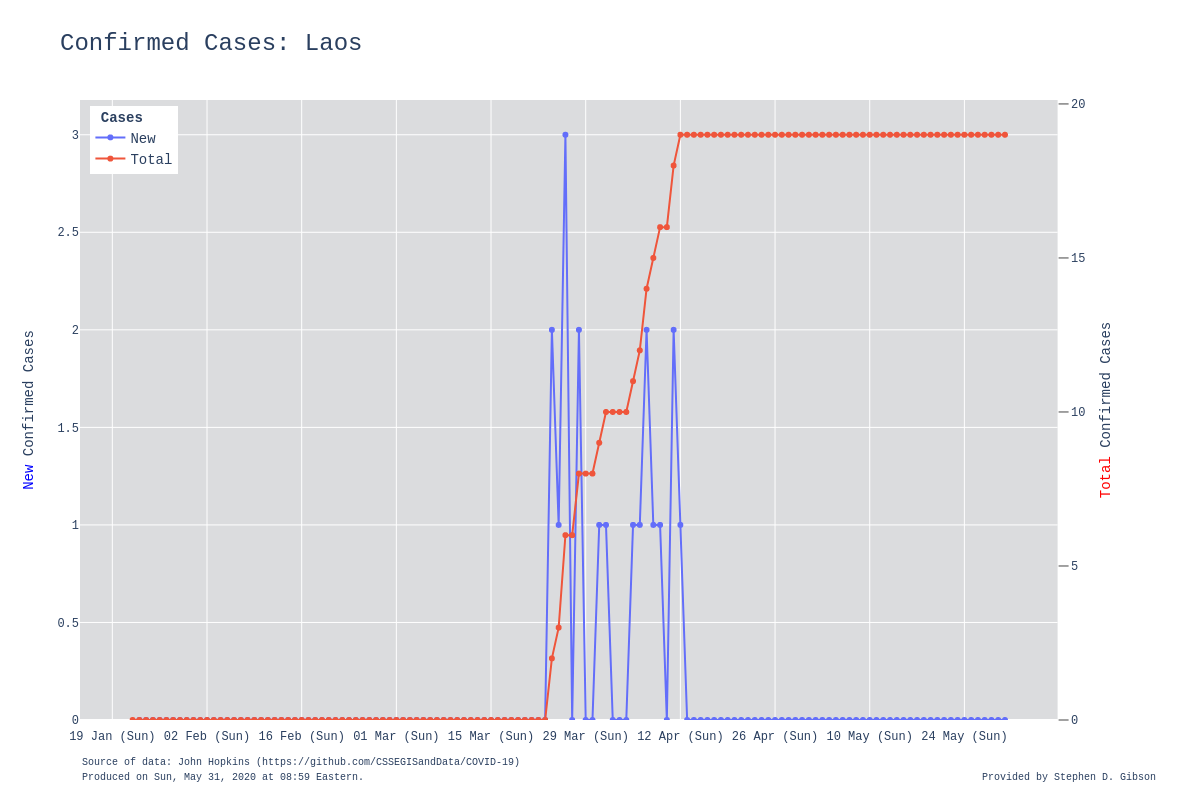 Confirmed Cases: Laos
Cases
New
Total
3
2.5
2
1.5
1
0.5
0
New Confirmed Cases
20
15
10
5
0
Total Confirmed Cases
19 Jan (Sun) 02 Feb (Sun) 16 Feb (Sun) 01 Mar (Sun) 15 Mar (Sun) 29 Mar (Sun) 12 Apr (Sun) 26 Apr (Sun) 10 May (Sun) 24 May (Sun)
Source of data: John Hopkins (https://github.com/CSSEGISandData/COVID-19)
Produced on Sun, May 31, 2020 at 08:59 Eastern.
Provided by Stephen D. Gibson